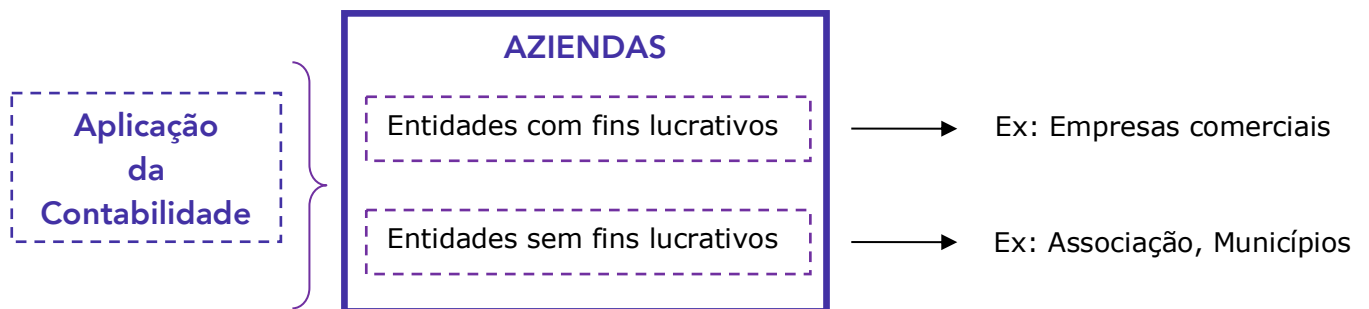 AZIENDAS
Aplicação
da
Contabilidade
Entidades com fins lucrativos
Ex: Empresas comerciais
Entidades sem fins lucrativos
Ex: Associação, Municípios